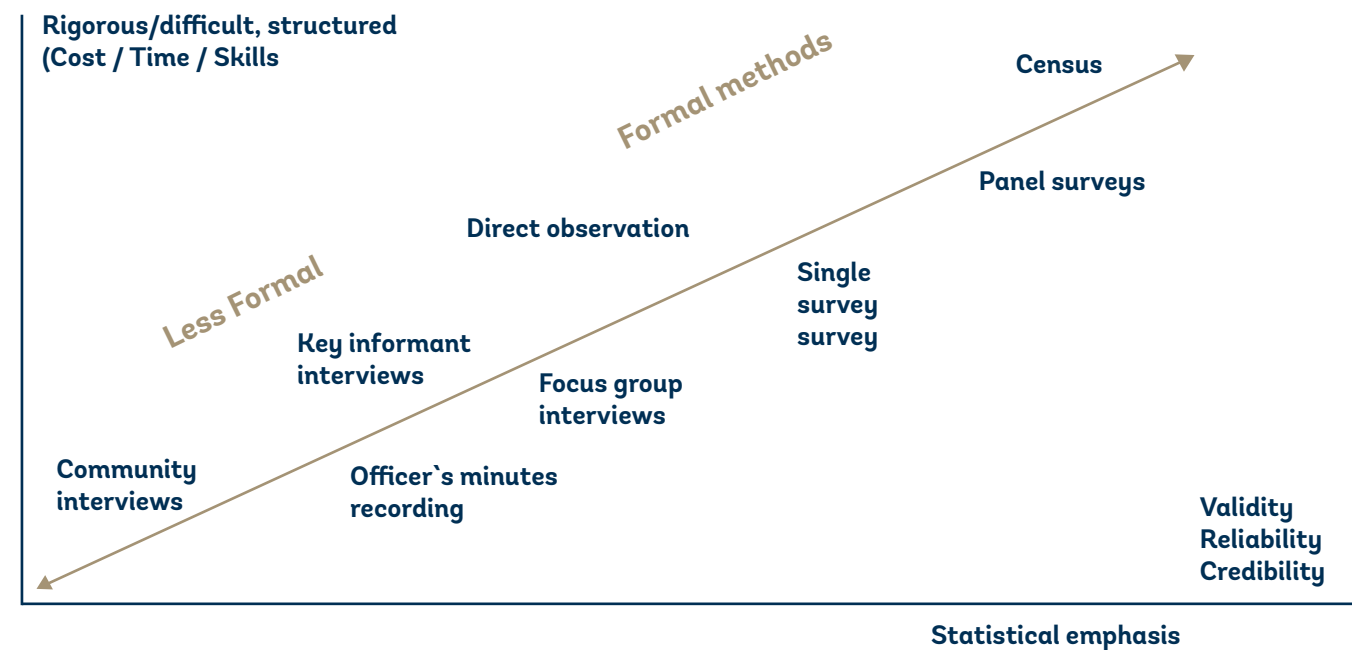 Rigorous/difficult, structured
(Cost / Time / Skills
Formal methods
Census
Panel surveys
Direct observation
Single
survey
survey
Less Formal
Key informant
interviews
Focus group
interviews
Community
interviews
Officer`s minutes
recording
Validity
Reliability
Credibility
Statistical emphasis